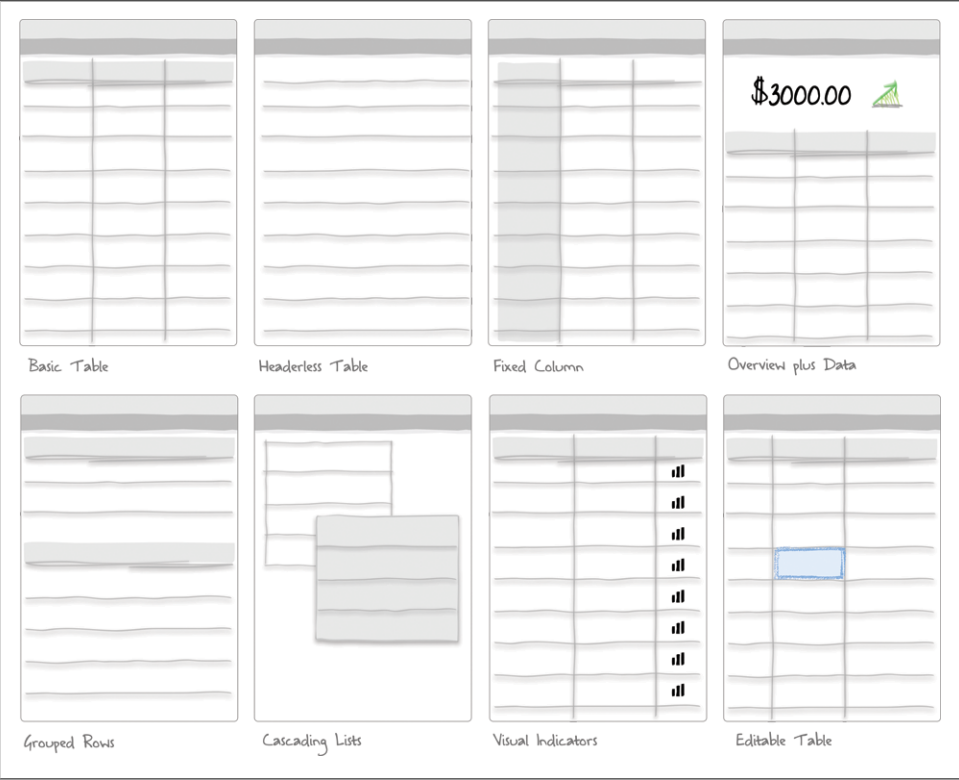 $3000.00
Basic Table
Headerless Table
Fixed Column
Overview plus Data
Grouped Rows
Cascading Lists
Visual Indicators
Editable Table